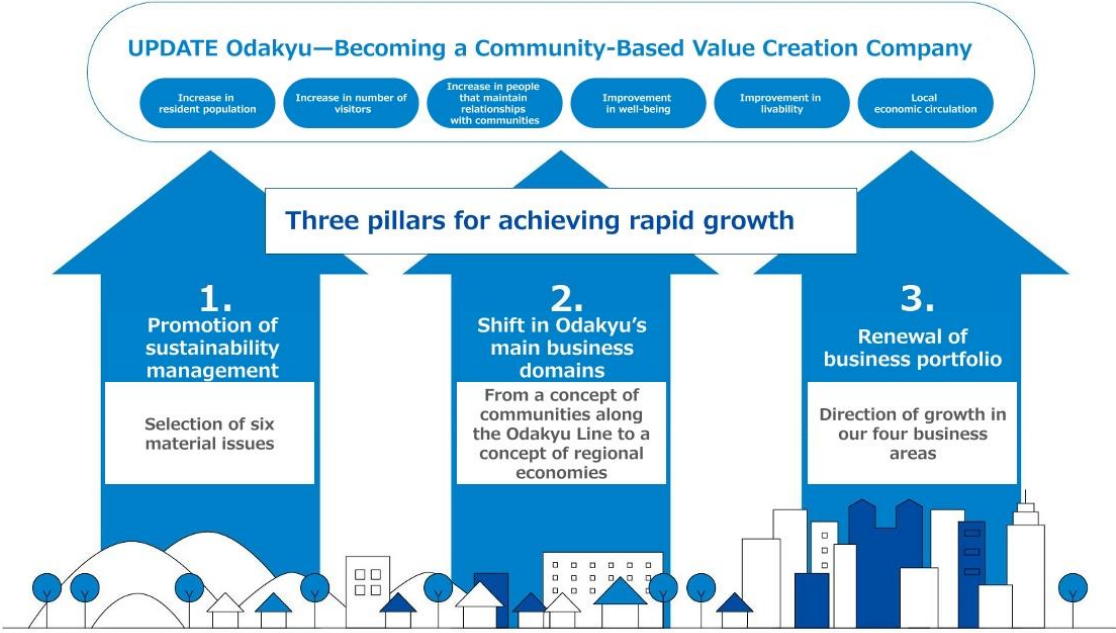 UPDATE Odakyu—Becoming a Community-Based Value Creation Company
Increase in
resident population
Increase in number of
visitors
Increase in people
that maintain
relationships
with communities
Improvement
in well-being
Improvement in
livability
Local
economic circulation
Three pillars for achieving rapid growth
1.
Promotion of
sustainability
management
Selection of six
material issues
2.
Shift in Odakyu’s
main business
domains
From a concept of
communities along
the Odakyu Line to a
concept of regional
economies
3.
Renewal of
business portfolio
Direction of growth in
our four business
areas